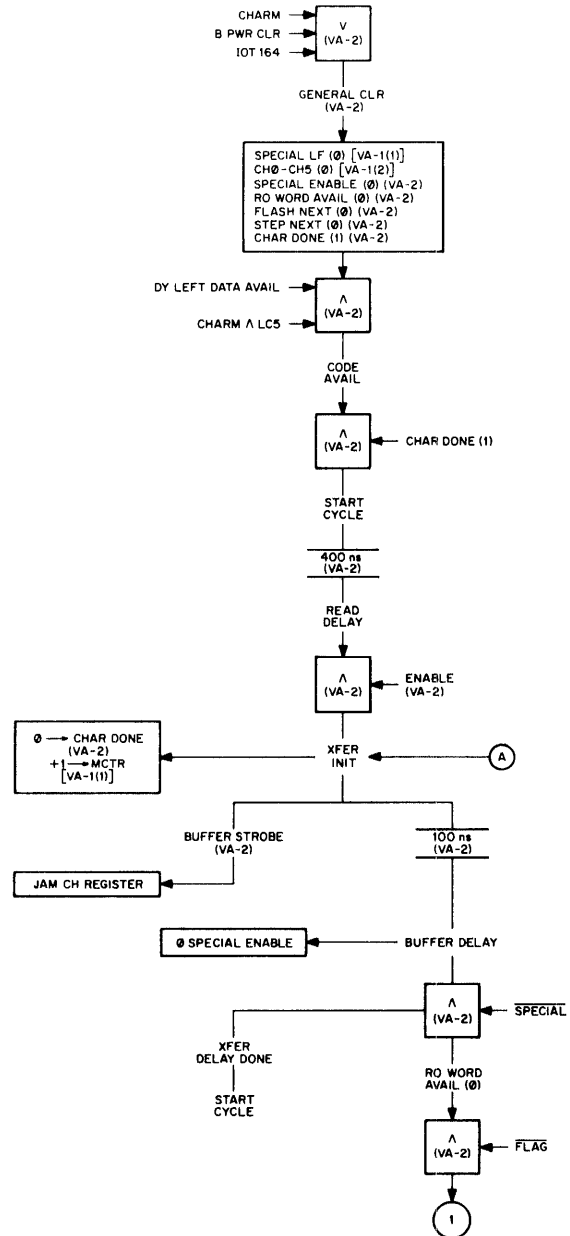 CHARM
B PWR CLR
IOT 164
V
(VA-2)
GENERAL CLR
(VA-2)
SPECIAL LF (Ø) [VA-1(1)]
CHØ-CH5 (Ø) [VA-1(2)]
SPECIAL ENABLE (Ø) (VA-2)
RO WORD AVAIL (Ø) (VA-2)
FLASH NEXT (Ø) (VA-2)
STEP NEXT (Ø) (VA-2)
CHAR DONE (1) (VA-2)
DY LEFT DATA AVAIL
CHARM Λ LC5
Λ
(VA-2)
CODE
AVAIL
Λ
(VA-2)
CHAR DONE (1)
START
CYCLE
400 ns
(VA-2)
READ
DELAY
Λ
(VA-2)
ENABLE
(VA-2)
Ø → CHAR DONE
(VA-2)
+1 → MCTR
[VA-1(1)]
XFER
INIT
A
BUFFER STROBE
(VA-2)
100 ns
(VA-2)
JAM CH REGISTER
Ø SPECIAL ENABLE
BUFFER DELAY
Λ
(VA-2)
SPECIAL
XFER
DELAY DONE
START
CYCLE
RO WORD
AVAIL (Ø)
Λ
(VA-2)
FLAG
1